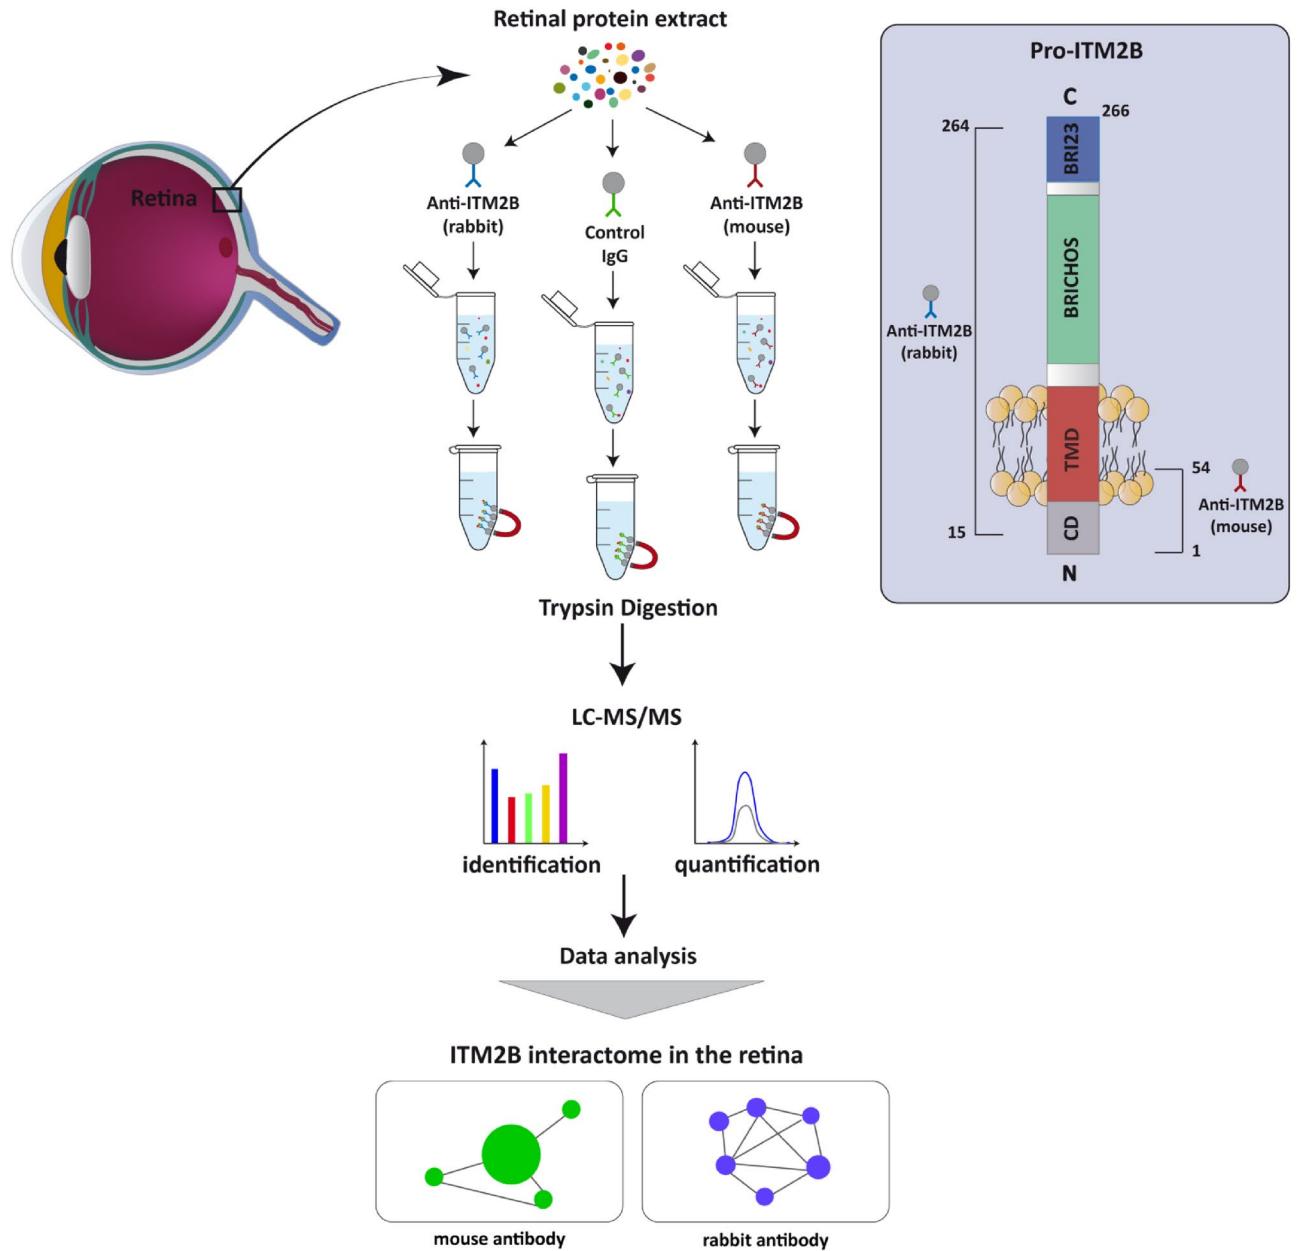 Retinal protein extract
Retina
Anti-ITM2B
(rabbit)
Control
IgG
Anti-ITM2B
(mouse)
Trypsin Digestion
LC-MS/MS
identification
quantification
Data analysis
ITM2B interactome in the retina
mouse antibody
rabbit antibody
Pro-ITM2B
C
264
266
BRI23
BRICHOS
Anti-ITM2B
(rabbit)
TMD
54
Anti-ITM2B
(mouse)
15
CD
1
N